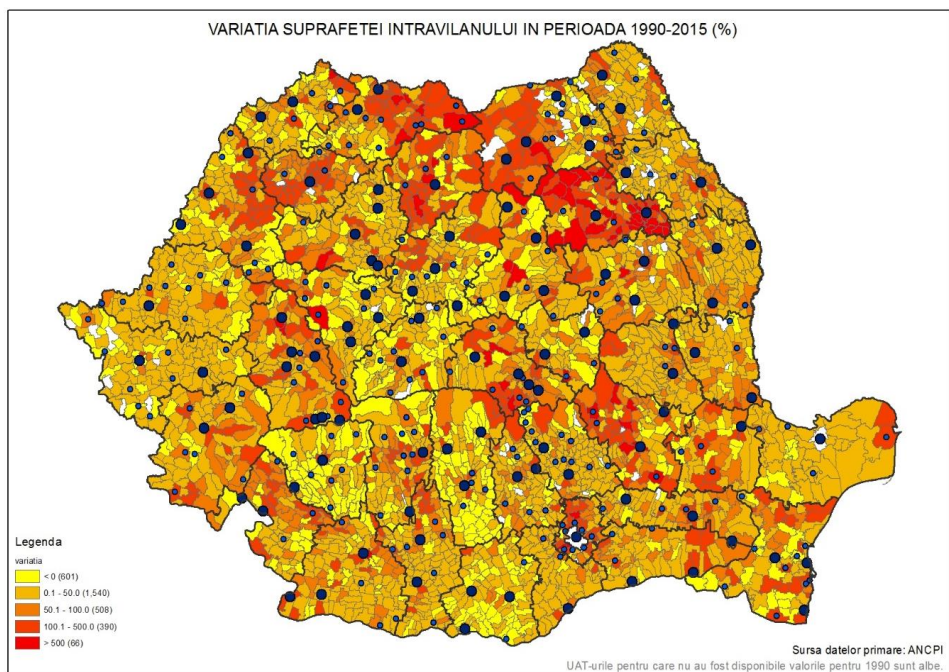 VARIATIA SUPRAFETEI INTRAVILANULUI IN PERIOADA 1990-2015 (%)
Legenda
variatia
< 0 (601)
0.1 - 50.0 (1,540)
50.1 - 100.0 (508)
100.1 - 500.0 (390)
> 500 (66)
Sursa datelor primare: ANCPI
UAT-urile pentru care nu au fost disponibile valorile pentru 1990 sunt albe.